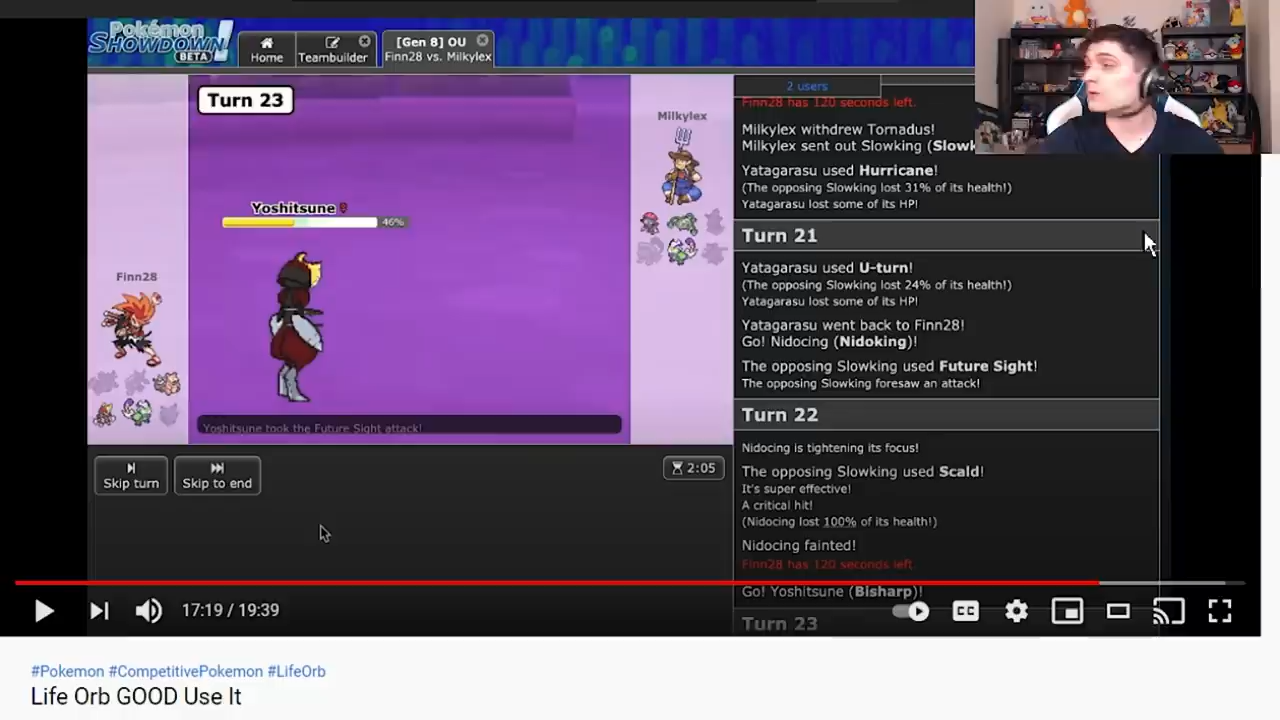 Pokémon
SHOWDOWN!
BETA
Home
Teambuilder
[Gen 8] OU
Finn28 vs. Milkylex
Turn 23
Milkylex
Yoshitsune
46%
Finn28
Yoshitsune took the Future Sight attack!
Skip turn
Skip to end
2:05
2 users
Finn28 has 120 seconds left.
Milkylex withdrew Tornadus!
Milkylex sent out Slowking (Slowk
Yatagarasu used Hurricane!
(The opposing Slowking lost 31% of its health!)
Yatagarasu lost some of its HP!
Turn 21
Yatagarasu used U-turn!
(The opposing Slowking lost 24% of its health!)
Yatagarasu lost some of its HP!
Yatagarasu went back to Finn28!
Go! Nidocing (Nidoking)!
The opposing Slowking used Future Sight!
The opposing Slowking foresaw an attack!
Turn 22
Nidocing is tightening its focus!
The opposing Slowking used Scald!
It's super effective!
A critical hit!
(Nidocing lost 100% of its health!)
Nidocing fainted!
Finn28 has 120 seconds left.
Go! Yoshitsune (Bisharp)!
Turn 23
17:19 / 19:39
CC
#Pokemon #CompetitivePokemon #LifeOrb
Life Orb GOOD Use It